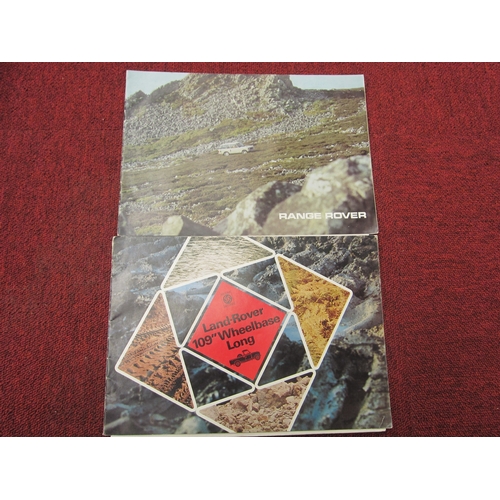 RANGE ROVER
Land-Rover
109" Wheelbase
Long